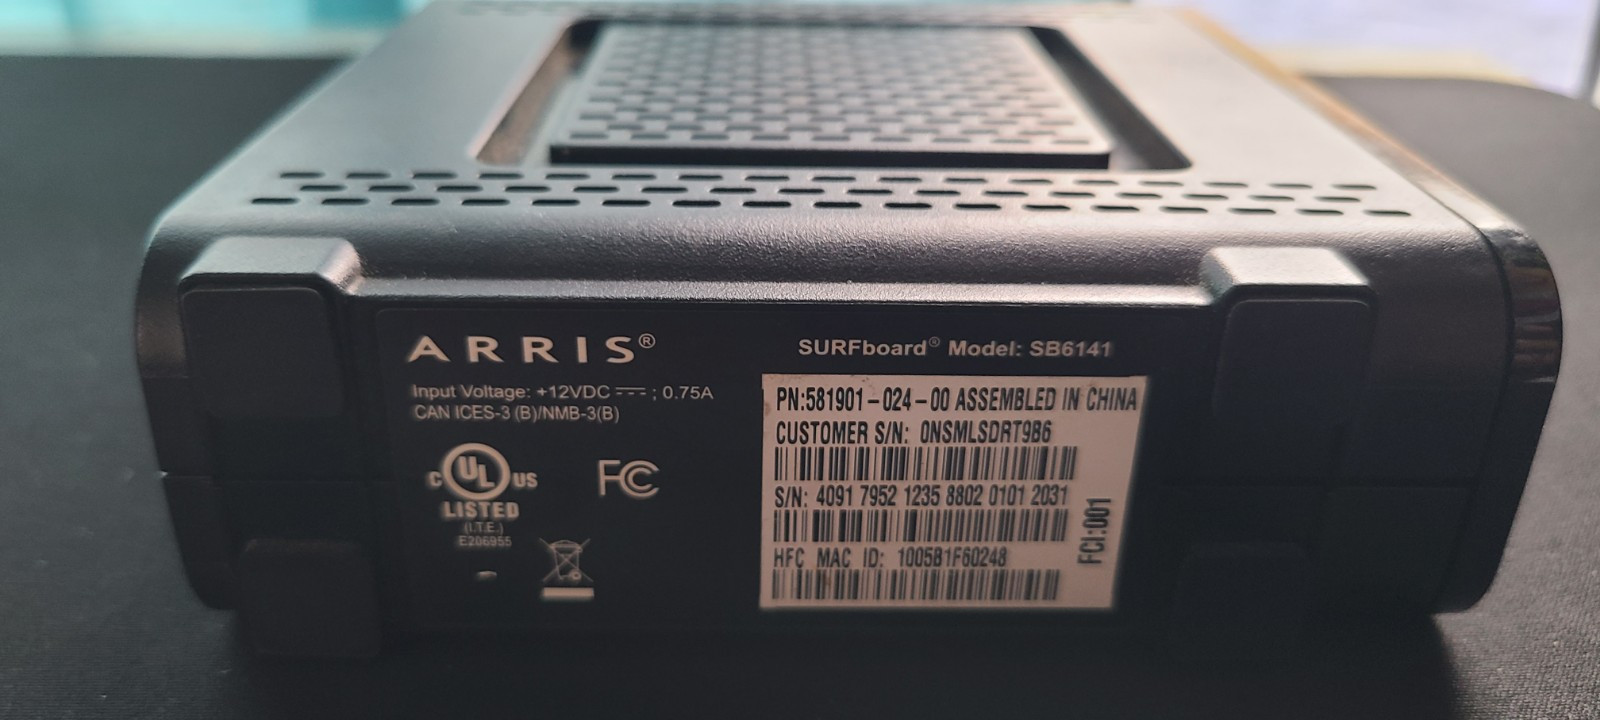 ARRIS®
SURFboard® Model: SB6141
Input Voltage: +12VDC ⎓ ; 0.75A
CAN ICES-3 (B)/NMB-3(B)
C UL US
LISTED
(I.T.E.)
E206955
FC
PN:581901-024-00 ASSEMBLED IN CHINA
CUSTOMER S/N: 0NSMLSDRT9B6
S/N: 4091 7952 1235 8802 0101 2031
HFC MAC ID: 1005B1F60248
FCI:001